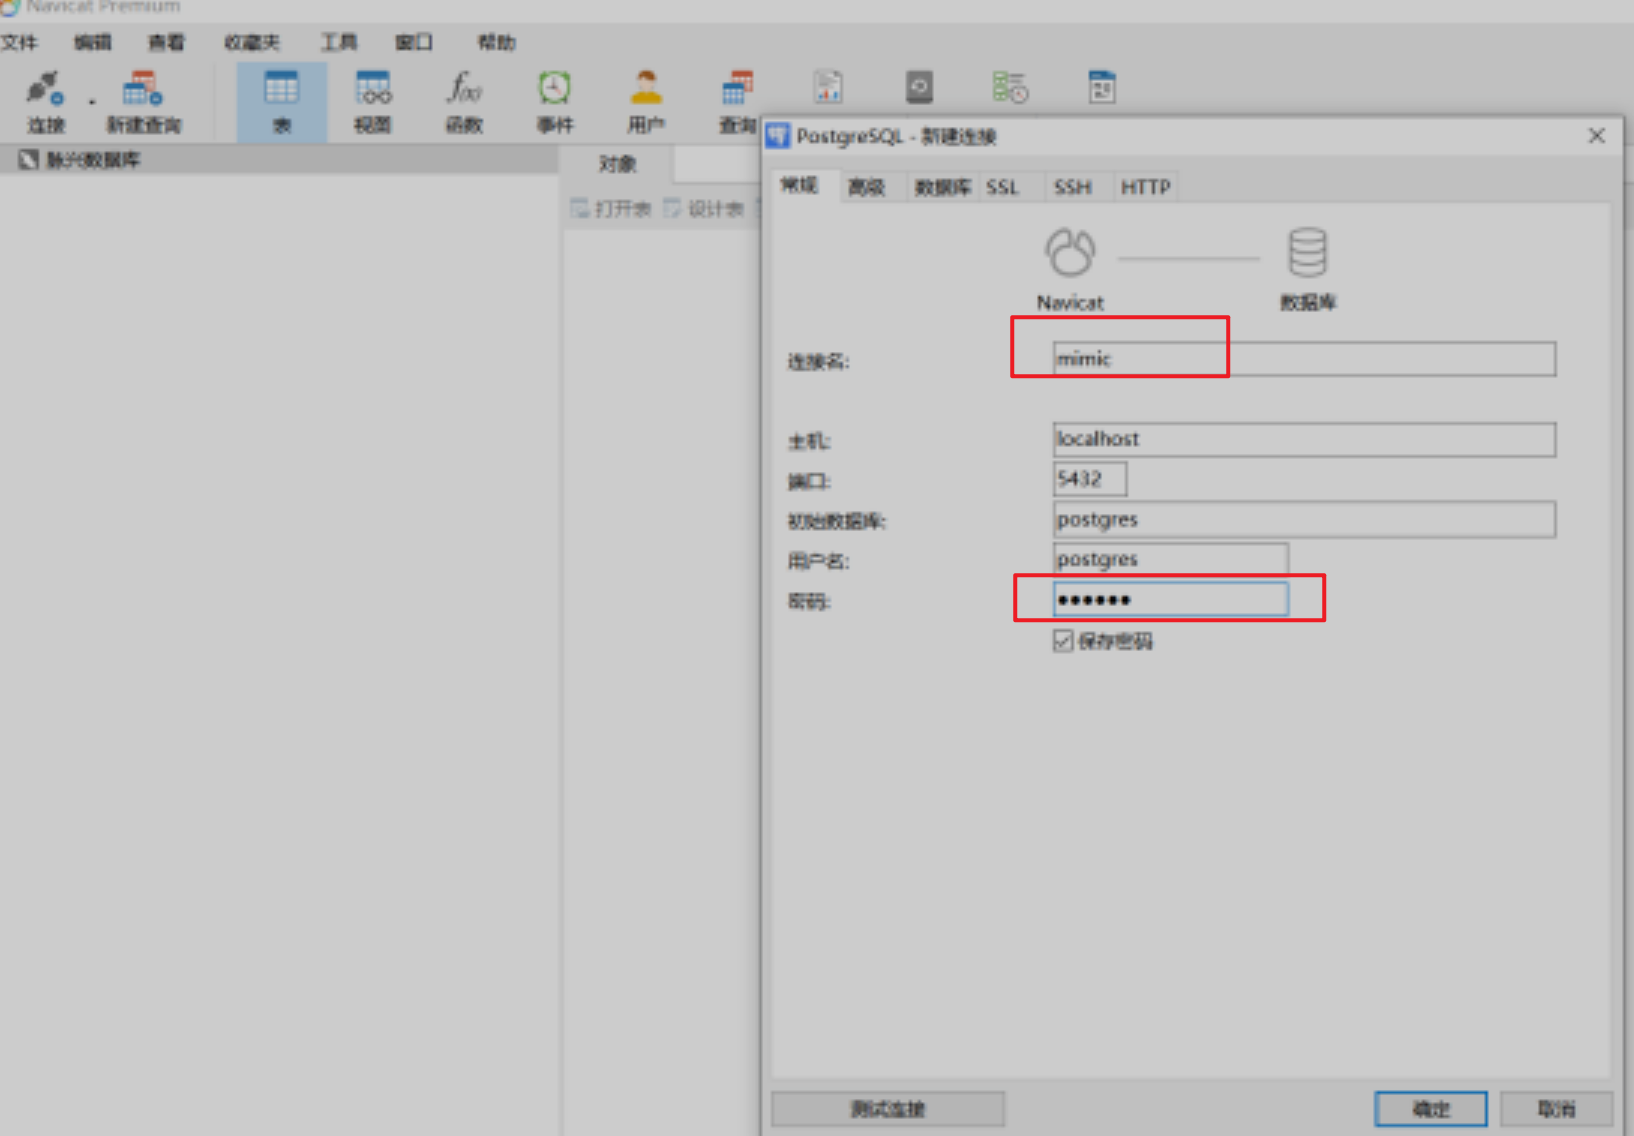 Navicat Premium
文件 编辑 查看 收藏夹 工具 窗口 帮助
连接 新建查询 表 视图 函数 事件 用户 查询
对象
打开表 设计表
PostgreSQL - 新建连接
常规 高级 数据库 SSL SSH HTTP
Navicat 数据库
连接名: mimic
主机: localhost
端口: 5432
初始数据库: postgres
用户名: postgres
密码: ●●●●●●
保存密码
测试连接 确定 取消